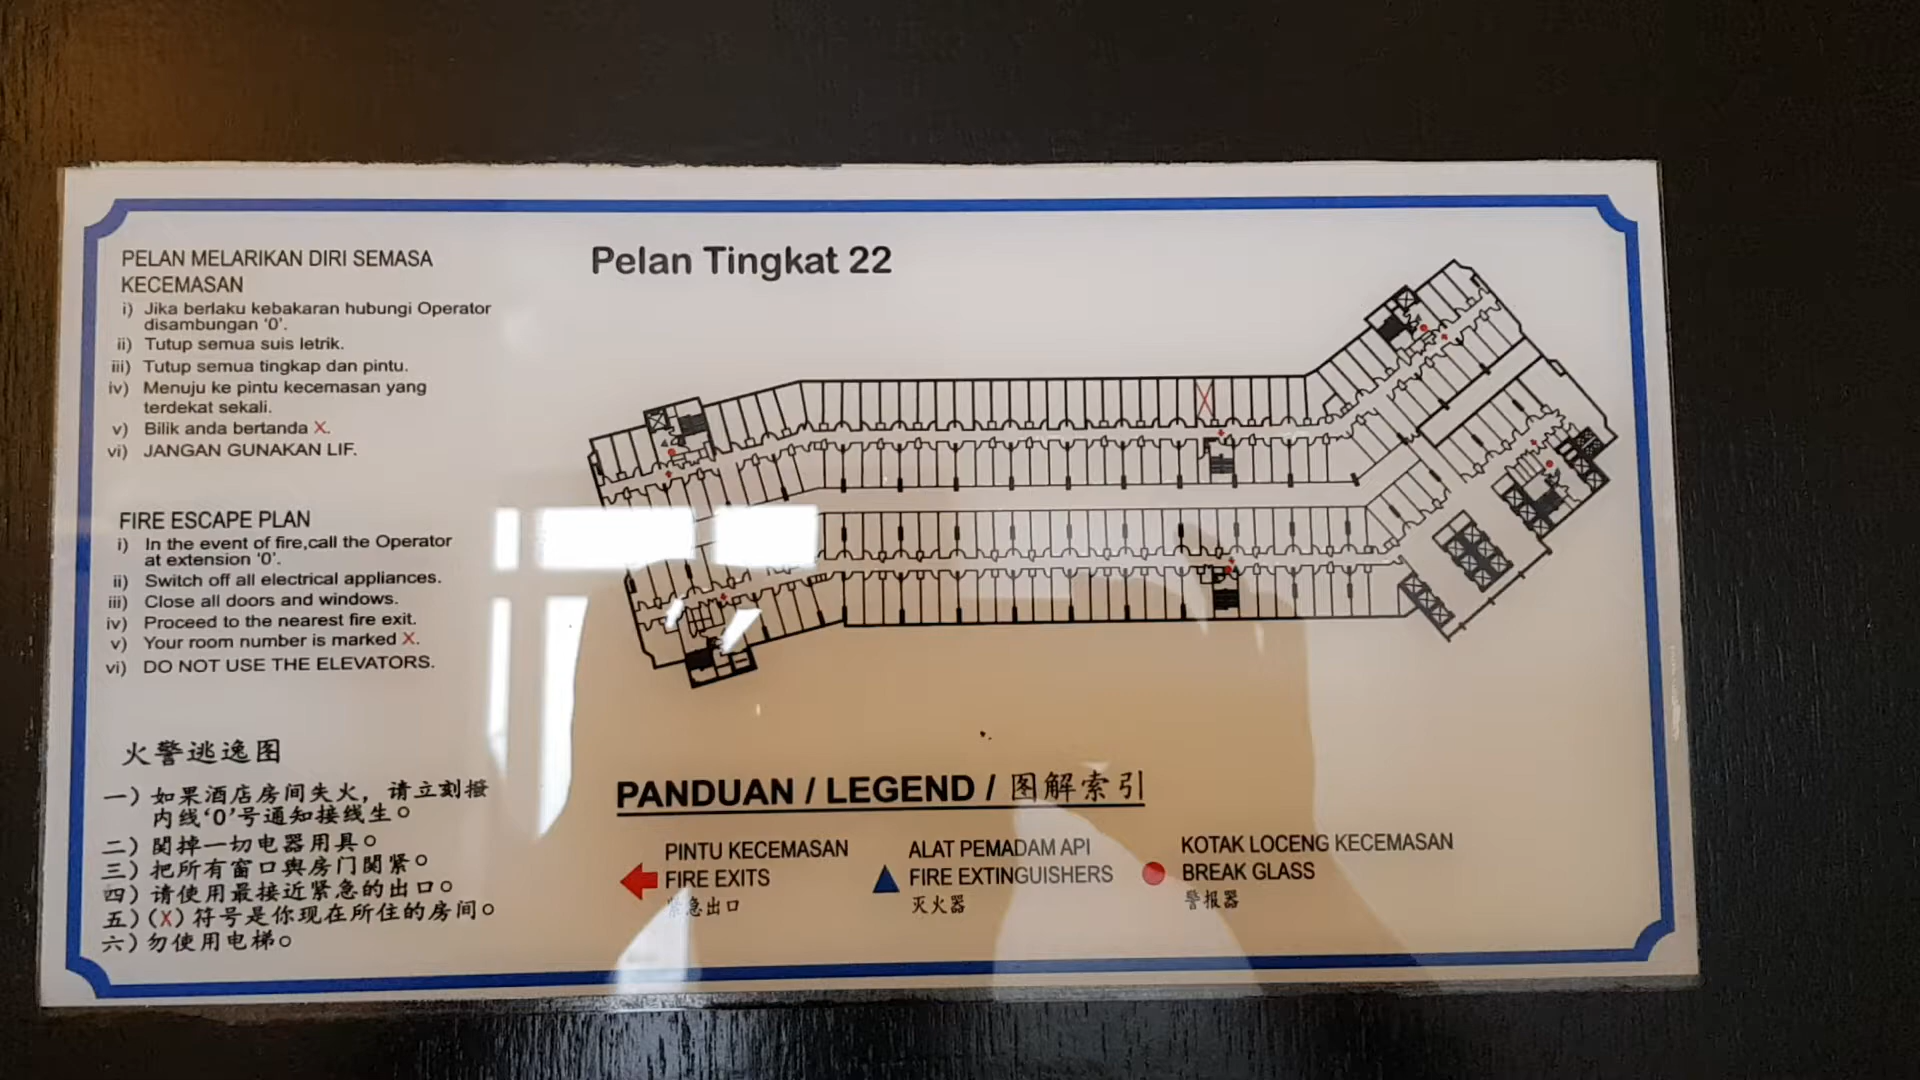 PELAN MELARIKAN DIRI SEMASA
KECEMASAN
i) Jika berlaku kebakaran hubungi Operator
disambungan '0'.
ii) Tutup semua suis letrik.
iii) Tutup semua tingkap dan pintu.
iv) Menuju ke pintu kecemasan yang
terdekat sekali.
v) Bilik anda bertanda X.
vi) JANGAN GUNAKAN LIF.
FIRE ESCAPE PLAN
i) In the event of fire,call the Operator
at extension '0'.
ii) Switch off all electrical appliances.
iii) Close all doors and windows.
iv) Proceed to the nearest fire exit.
v) Your room number is marked X.
vi) DO NOT USE THE ELEVATORS.
火警逃逸图
一) 如果酒店房间失火，请立刻撥
内线‘0’号通知接线生。
二) 関掉一切电器用具。
三) 把所有窗口與房门関紧。
四) 请使用最接近紧急的出口。
五) (X) 符号是你现在所住的房间。
六) 勿使用电梯。
Pelan Tingkat 22
X
PANDUAN / LEGEND / 图解索引
PINTU KECEMASAN
FIRE EXITS
紧急出口
ALAT PEMADAM API
FIRE EXTINGUISHERS
灭火器
KOTAK LOCENG KECEMASAN
BREAK GLASS
警报器